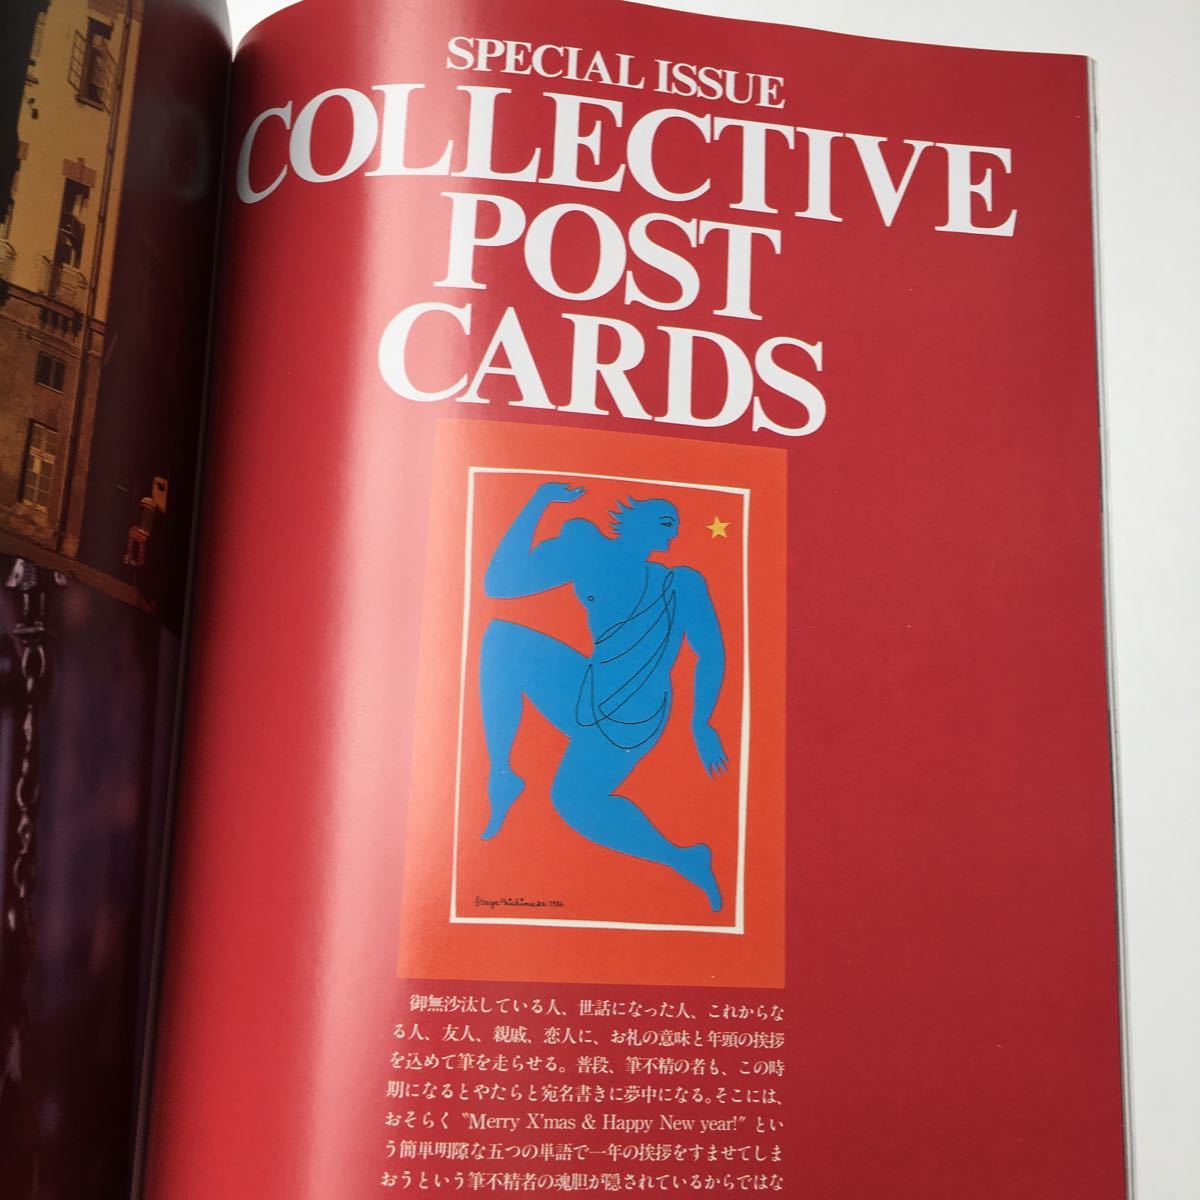 SPECIAL ISSUE
COLLECTIVE
POST
CARDS
1986
御無沙汰している人、世話になった人、これからな
る人、友人、親戚、恋人に、お礼の意味と年頭の挨拶
を込めて筆を走らせる。普段、筆不精の者も、この時
期になるとやたらと宛名書きに夢中になる。そこには、
おそらく〝Merry X'mas & Happy New year!〟とい
う簡単明瞭な五つの単語で一年の挨拶をすませてしま
おうという筆不精者の魂胆が隠されているからではな